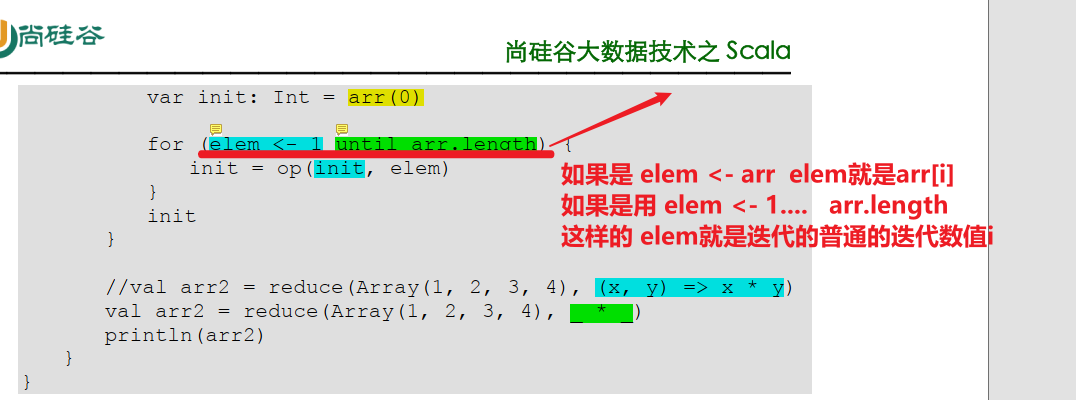 尚硅谷
尚硅谷大数据技术之 Scala
var init: Int = arr(0)
for (elem <- 1 until arr.length) {
init = op(init, elem)
}
init
}
如果是 elem <- arr elem就是arr[i]
如果是用 elem <- 1.... arr.length
这样的 elem就是迭代的普通的迭代数值i
//val arr2 = reduce(Array(1, 2, 3, 4), (x, y) => x * y)
val arr2 = reduce(Array(1, 2, 3, 4), _ * _)
println(arr2)
}
}